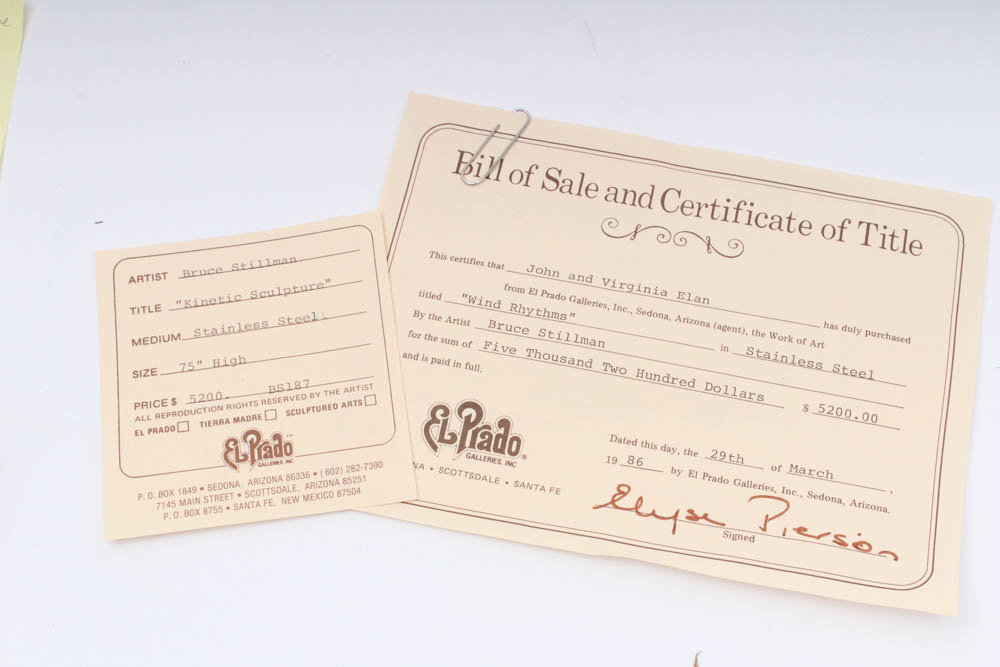 ARTIST Bruce Stillman
TITLE "Kinetic Sculpture"
MEDIUM Stainless Steel.
SIZE 75" High
PRICE $ 5200. BS187
ALL REPRODUCTION RIGHTS RESERVED BY THE ARTIST
EL PRADO TIERRA MADRE SCULPTURED ARTS
EL Prado™
GALLERIES, INC
P. O. BOX 1849 • SEDONA, ARIZONA 86336 • (602) 282-7390
7145 MAIN STREET • SCOTTSDALE, ARIZONA 85251
P. O. BOX 8755 • SANTA FE, NEW MEXICO 87504
Bill of Sale and Certificate of Title
This certifies that John and Virginia Elan has duly purchased
from El Prado Galleries, Inc., Sedona, Arizona (agent), the Work of Art
titled "Wind Rhythms" in Stainless Steel
By the Artist Bruce Stillman
for the sum of Five Thousand Two Hundred Dollars $ 5200.00
and is paid in full.
EL Prado®
GALLERIES, INC
NA • SCOTTSDALE • SANTA FE
Dated this day, the 29th of March,
19 86 by El Prado Galleries, Inc., Sedona, Arizona.
Elyse Pierson
Signed